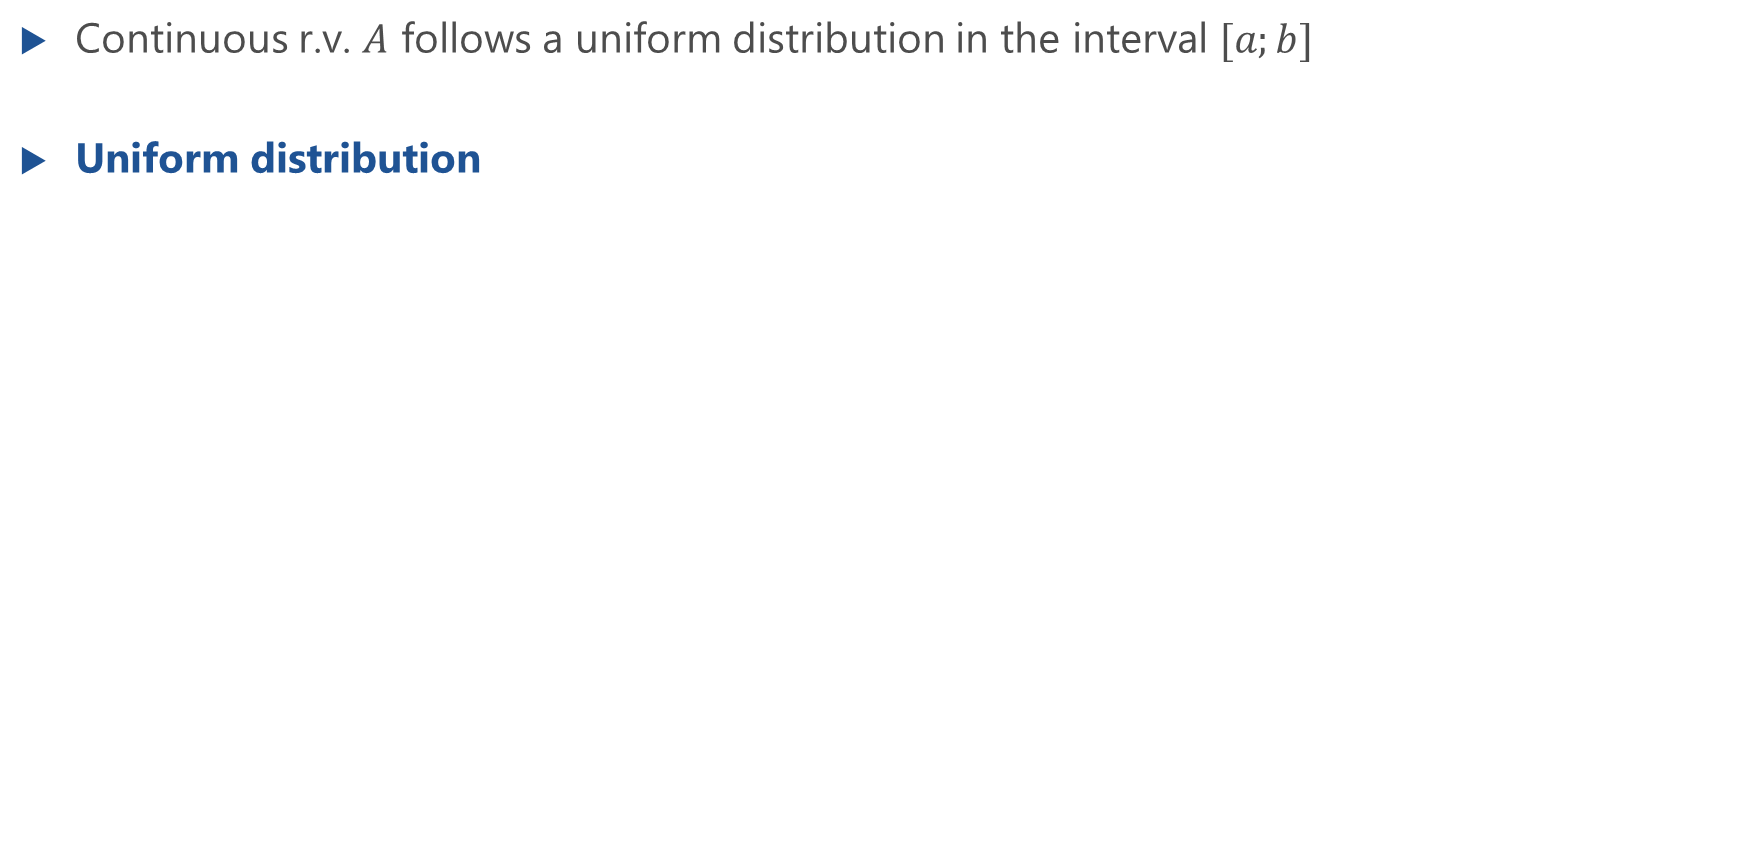 Continuous r.v. A follows a uniform distribution in the interval [a; b]
Uniform distribution